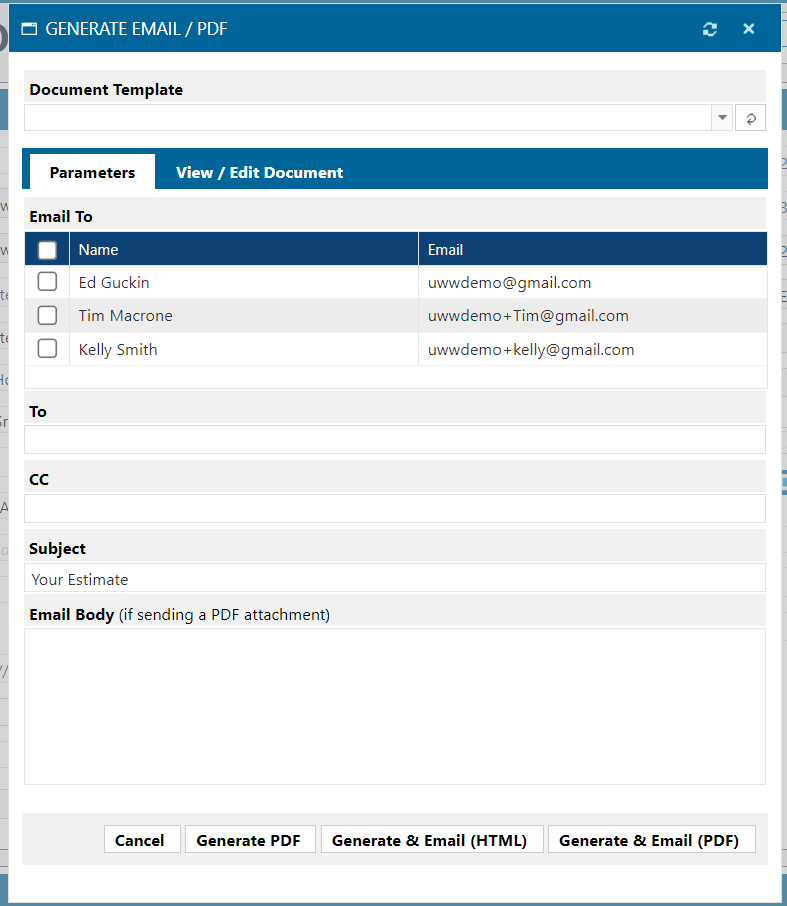 GENERATE EMAIL / PDF
Document Template
Parameters View / Edit Document
Email To
Name Email
Ed Guckin uwwdemo@gmail.com
Tim Macrone uwwdemo+Tim@gmail.com
Kelly Smith uwwdemo+kelly@gmail.com
To
CC
Subject
Your Estimate
Email Body (if sending a PDF attachment)
Cancel Generate PDF Generate & Email (HTML) Generate & Email (PDF)